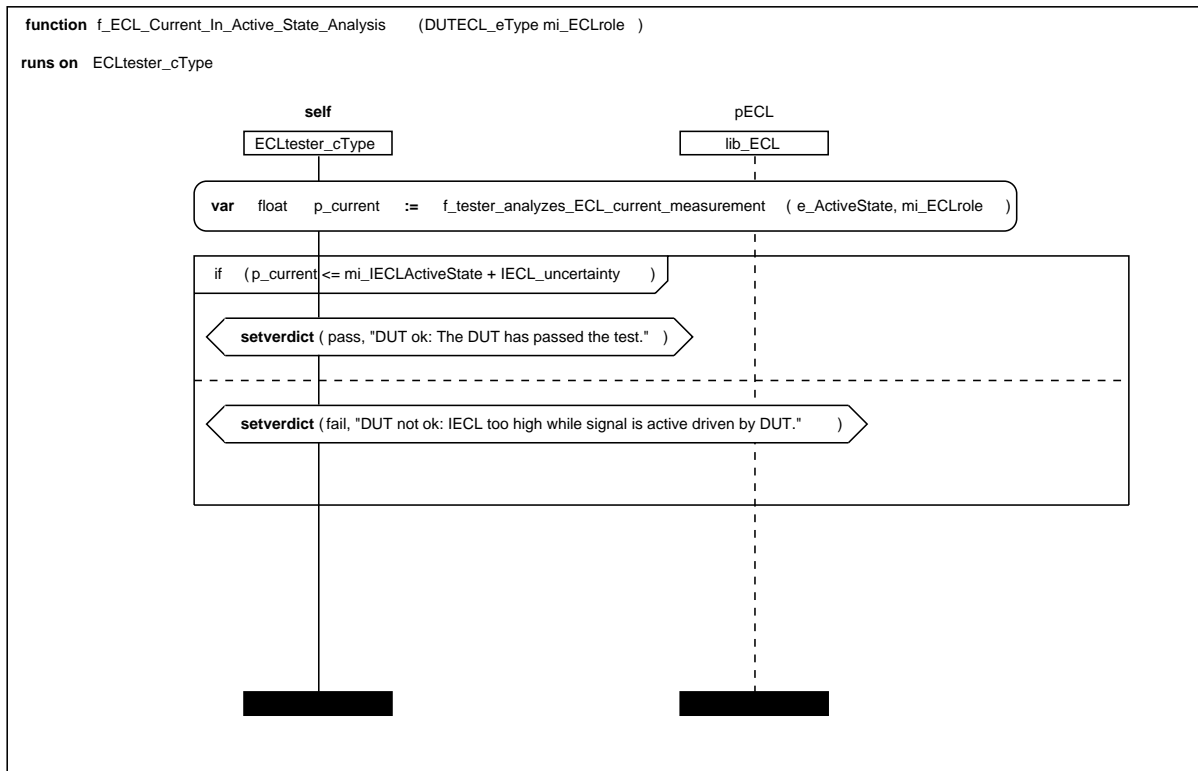 function f_ECL_Current_In_Active_State_Analysis (DUTECL_eType mi_ECLrole )
runs on ECLtester_cType
self pECL
ECLtester_cType lib_ECL
var float p_current := f_tester_analyzes_ECL_current_measurement ( e_ActiveState, mi_ECLrole )
if (p_current <= mi_IECLActiveState + IECL_uncertainty )
setverdict ( pass, "DUT ok: The DUT has passed the test." )
setverdict (fail, "DUT not ok: IECL too high while signal is active driven by DUT." )